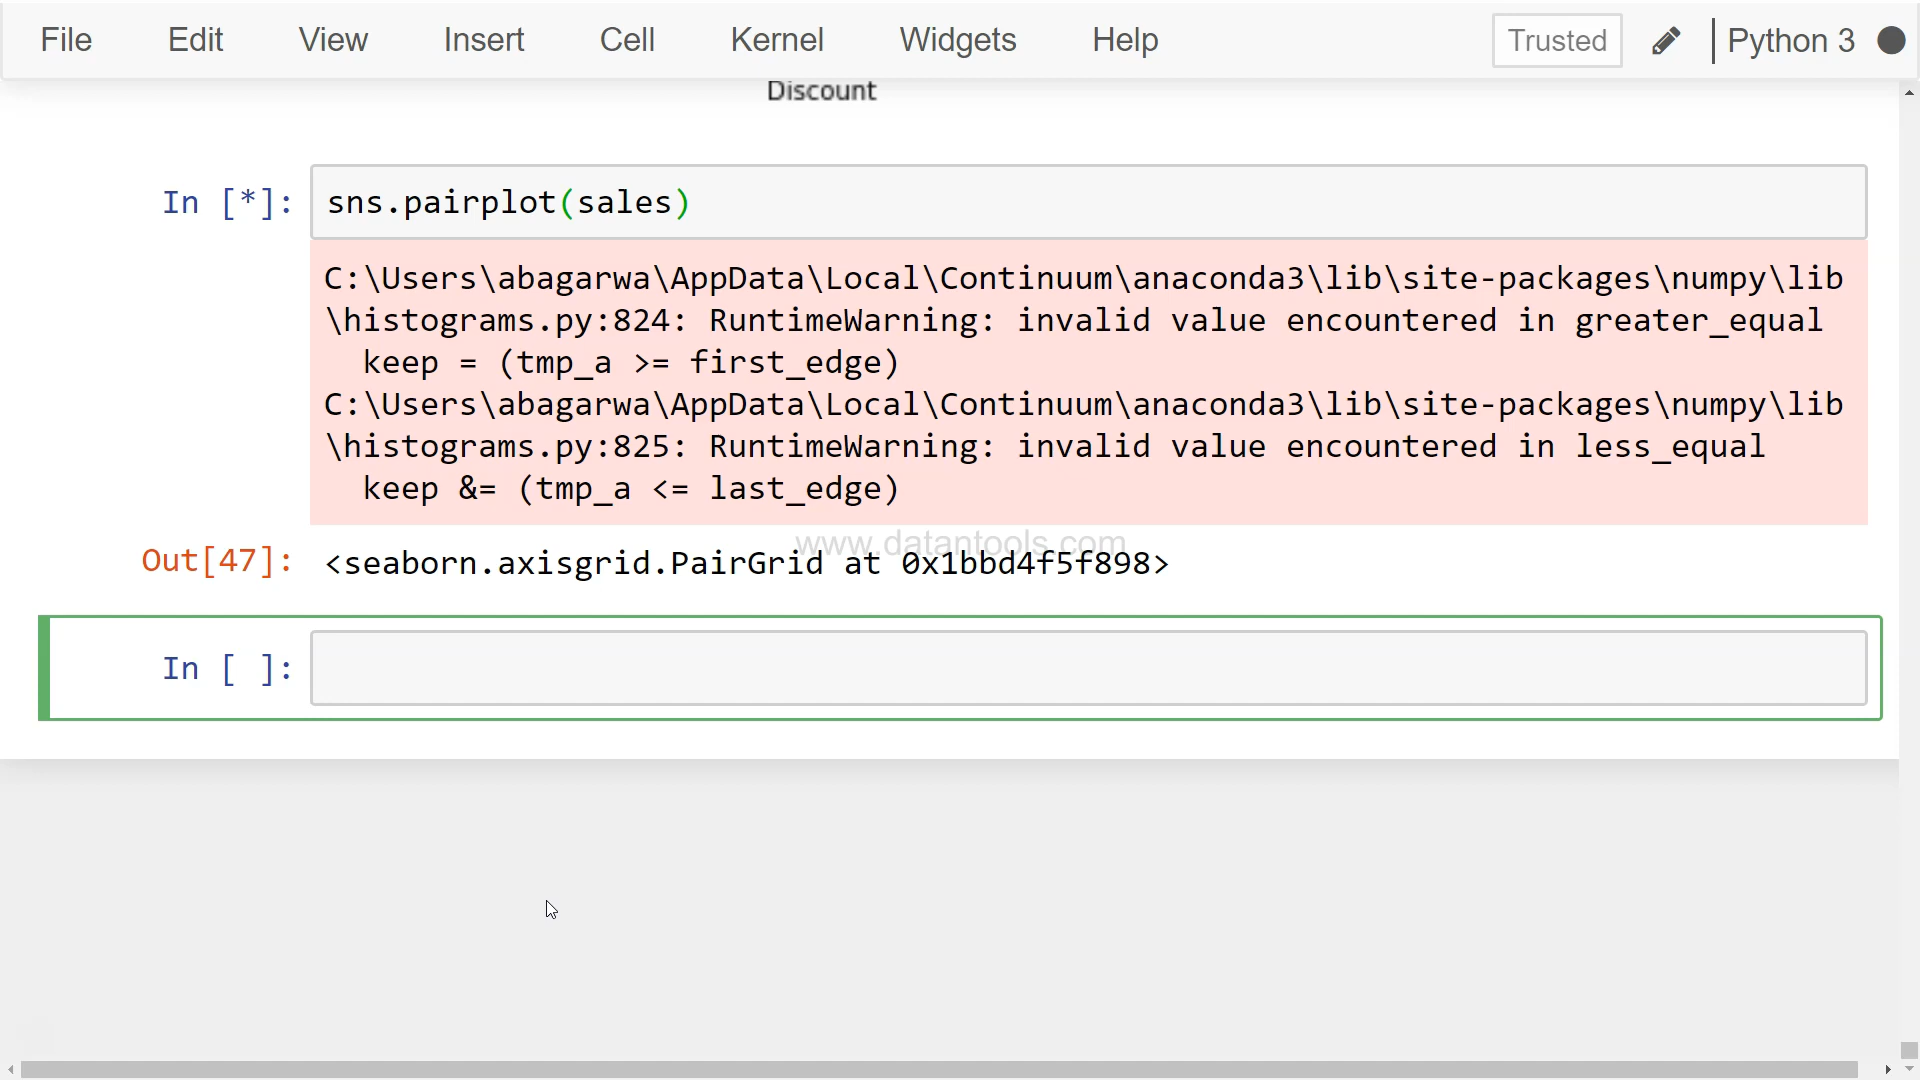 File Edit View Insert Cell Kernel Widgets Help Trusted Python 3
Discount
In [*]: sns.pairplot(sales)
C:\Users\abagarwa\AppData\Local\Continuum\anaconda3\lib\site-packages\numpy\lib
\histograms.py:824: RuntimeWarning: invalid value encountered in greater_equal
  keep = (tmp_a >= first_edge)
C:\Users\abagarwa\AppData\Local\Continuum\anaconda3\lib\site-packages\numpy\lib
\histograms.py:825: RuntimeWarning: invalid value encountered in less_equal
  keep &= (tmp_a <= last_edge)
www.datantools.com
Out[47]: <seaborn.axisgrid.PairGrid at 0x1bbd4f5f898>
In [ ]: